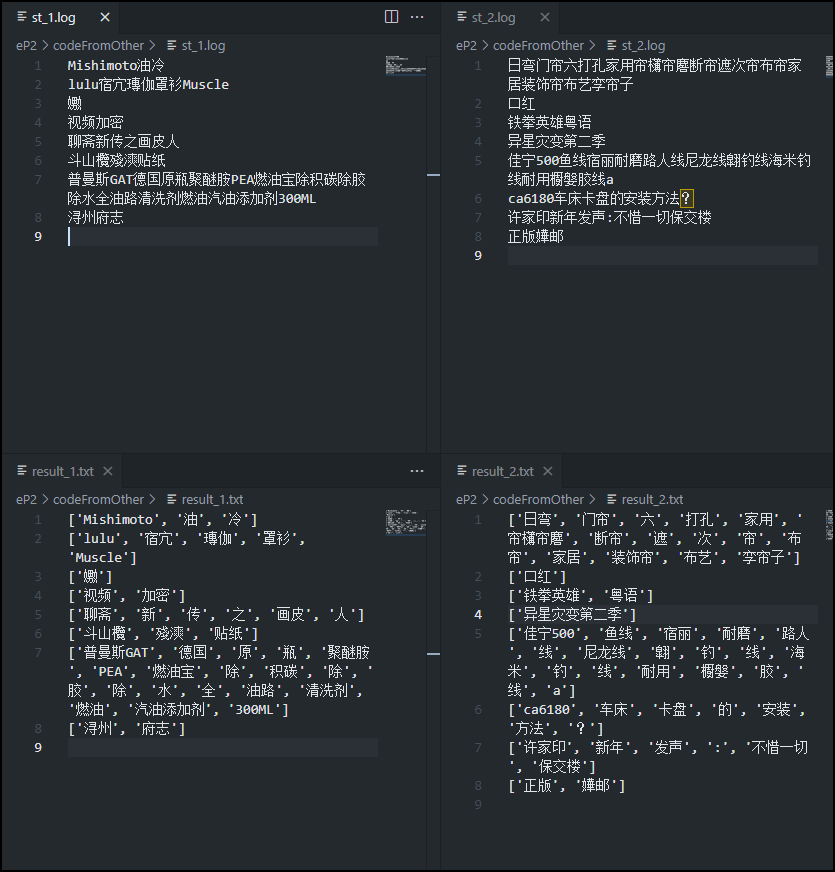 st_1.log
eP2 > codeFromOther > st_1.log
1 Mishimoto油冷
2 lulu宿宂瑼伽罩衫Muscle
3 嬾
4 视频加密
5 聊斋新传之画皮人
6 斗山欖殘渜贴纸
7 普曼斯GAT德国原瓶聚醚胺PEA燃油宝除积碳除胶
除水全油路清洗剂燃油汽油添加剂300ML
8 浔州府志
9
st_2.log
eP2 > codeFromOther > st_2.log
1 日弯门帘六打孔家用帘帘磨断帘遮次帘布帘家
居装饰帘布艺孪帘子
2 口红
3 铁拳英雄粤语
4 异星灾变第二季
5 佳宁500鱼线宿丽耐磨路人线尼龙线翱钓线海米钓
线耐用胶线a
6 ca6180车床卡盘的安装方法？
7 许家印新年发声:不惜一切保交楼
8 正版邮
9
result_1.txt
eP2 > codeFromOther > result_1.txt
1 ['Mishimoto', '油', '冷']
2 ['lulu', '宿宂', '瑼伽', '罩衫',
'Muscle']
3 ['嬾']
4 ['视频', '加密']
5 ['聊斋', '新', '传', '之', '画皮', '人']
6 ['斗山欖', '殘渜', '贴纸']
7 ['普曼斯GAT', '德国', '原', '瓶', '聚醚胺'
, 'PEA', '燃油宝', '除', '积碳', '除', '
胶', '除', '水', '全', '油路', '清洗剂',
'燃油', '汽油添加剂', '300ML']
8 ['浔州', '府志']
9
result_2.txt
eP2 > codeFromOther > result_2.txt
1 ['日弯', '门帘', '六', '打孔', '家用', '
帘帘磨', '断帘', '遮', '次', '帘', '布
帘', '家居', '装饰帘', '布艺', '孪帘子']
2 ['口红']
3 ['铁拳英雄', '粤语']
4 ['异星灾变第二季']
5 ['佳宁500', '鱼线', '宿丽', '耐磨', '路人
', '线', '尼龙线', '翱', '钓', '线', '海
米', '钓', '线', '耐用', '', '胶', '
线', 'a']
6 ['ca6180', '车床', '卡盘', '的', '安装',
'方法', '？']
7 ['许家印', '新年', '发声', ':', '不惜一切
', '保交楼']
8 ['正版', '邮']
9